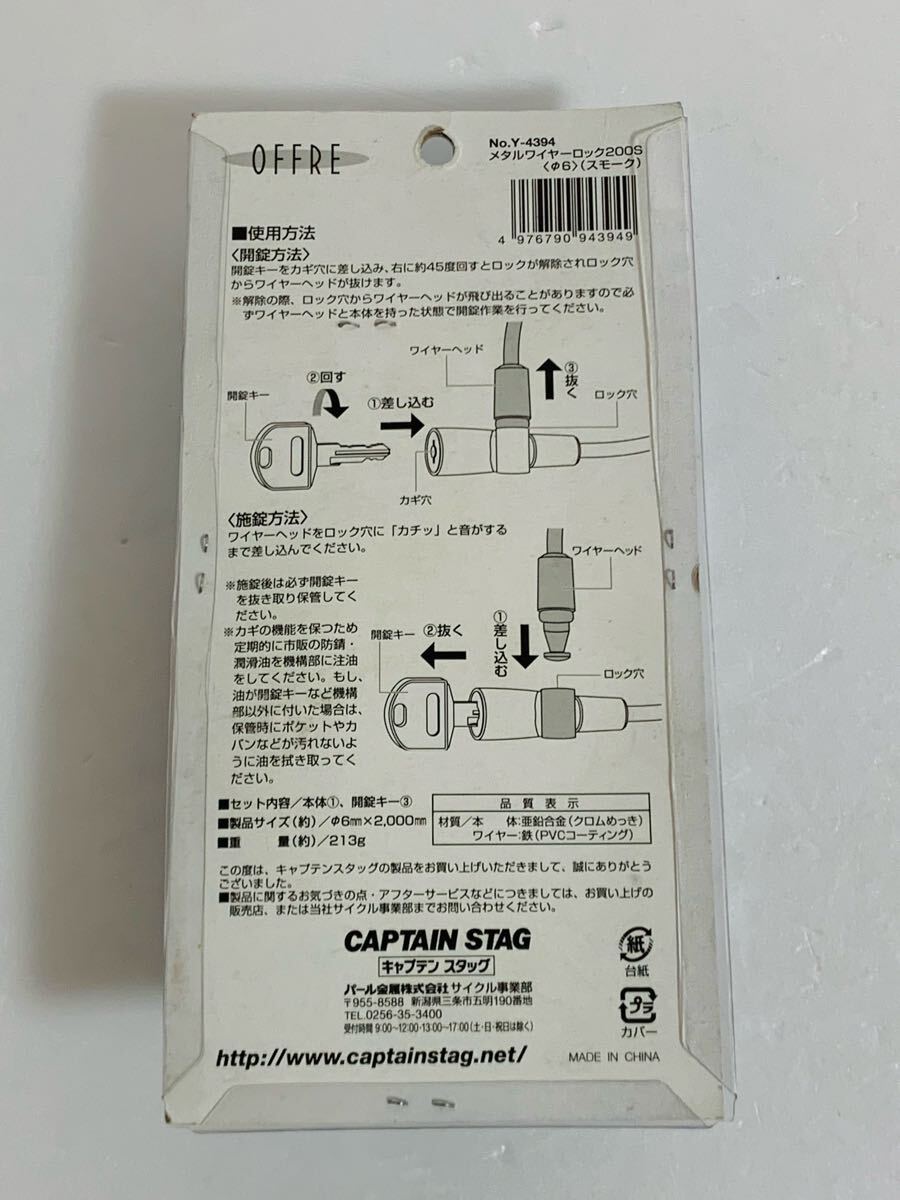 OFFRE
No.Y-4394
メタルワイヤーロック200S
〈φ6〉(スモーク)
4 976790 943949
■使用方法
〈開錠方法〉
開錠キーをカギ穴に差し込み、右に約45度回すとロックが解除されロック穴
からワイヤーヘッドが抜けます。
※解除の際、ロック穴からワイヤーヘッドが飛び出ることがありますので必
ずワイヤーヘッドと本体を持った状態で開錠作業を行ってください。
ワイヤーヘッド
②回す
③抜く
開錠キー
①差し込む
ロック穴
カギ穴
〈施錠方法〉
ワイヤーヘッドをロック穴に「カチッ」と音がする
まで差し込んでください。
ワイヤーヘッド
※施錠後は必ず開錠キー
を抜き取り保管してく
ださい。
※カギの機能を保つため
定期的に市販の防錆・
潤滑油を機構部に注油
をしてください。もし、
油が開錠キーなど機構
部以外に付いた場合は、
保管時にポケットやカ
バンなどが汚れないよ
うに油を拭き取ってく
ださい。
開錠キー
②抜く
①差し込む
ロック穴
■セット内容/本体①、開錠キー③
■製品サイズ(約)/φ6mm×2,000mm
■重 量(約)/213g
品質表示
材質/本 体:亜鉛合金(クロムめっき)
ワイヤー:鉄(PVCコーティング)
この度は、キャプテンスタッグの製品をお買い上げいただきまして、誠にありがとう
ございました。
■製品に関するお気づきの点・アフターサービスなどにつきましては、お買い上げの
販売店、または当社サイクル事業部までお問い合わせください。
CAPTAIN STAG
キャプテン スタッグ
パール金属株式会社サイクル事業部
〒955-8588 新潟県三条市五明190番地
TEL.0256-35-3400
受付時間 9:00~12:00・13:00~17:00(土・日・祝日は除く)
http://www.captainstag.net/
紙
台紙
プラ
カバー
MADE IN CHINA